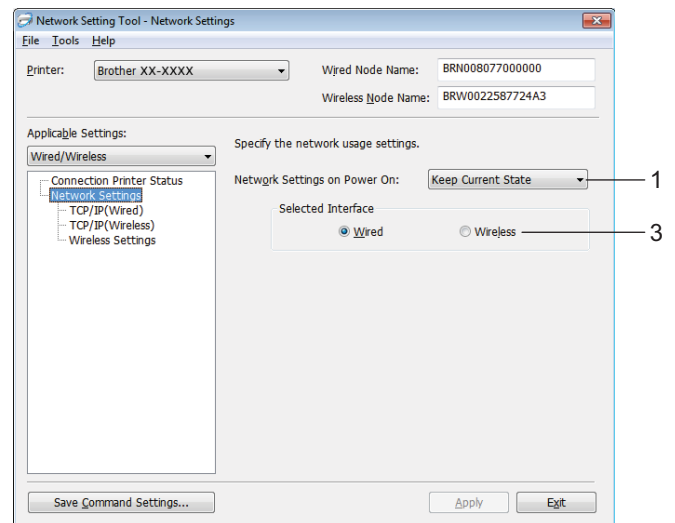 Network Setting Tool - Network Settings
File Tools Help
Printer: Brother XX-XXXX Wired Node Name: BRN008077000000
Wireless Node Name: BRW0022587724A3
Applicable Settings:
Wired/Wireless
Specify the network usage settings.
Connection Printer Status
Network Settings
TCP/IP(Wired)
TCP/IP(Wireless)
Wireless Settings
Network Settings on Power On: Keep Current State 1
Selected Interface
Wired Wireless 3
Save Command Settings... Apply Exit